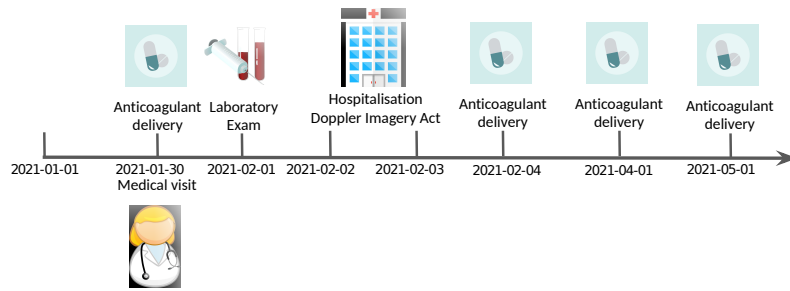 Anticoagulant
delivery
Laboratory
Exam
Hospitalisation
Doppler Imagery Act
Anticoagulant
delivery
Anticoagulant
delivery
Anticoagulant
delivery
2021-01-01
2021-01-30
2021-02-01
2021-02-02
2021-02-03
2021-02-04
2021-04-01
2021-05-01
Medical visit